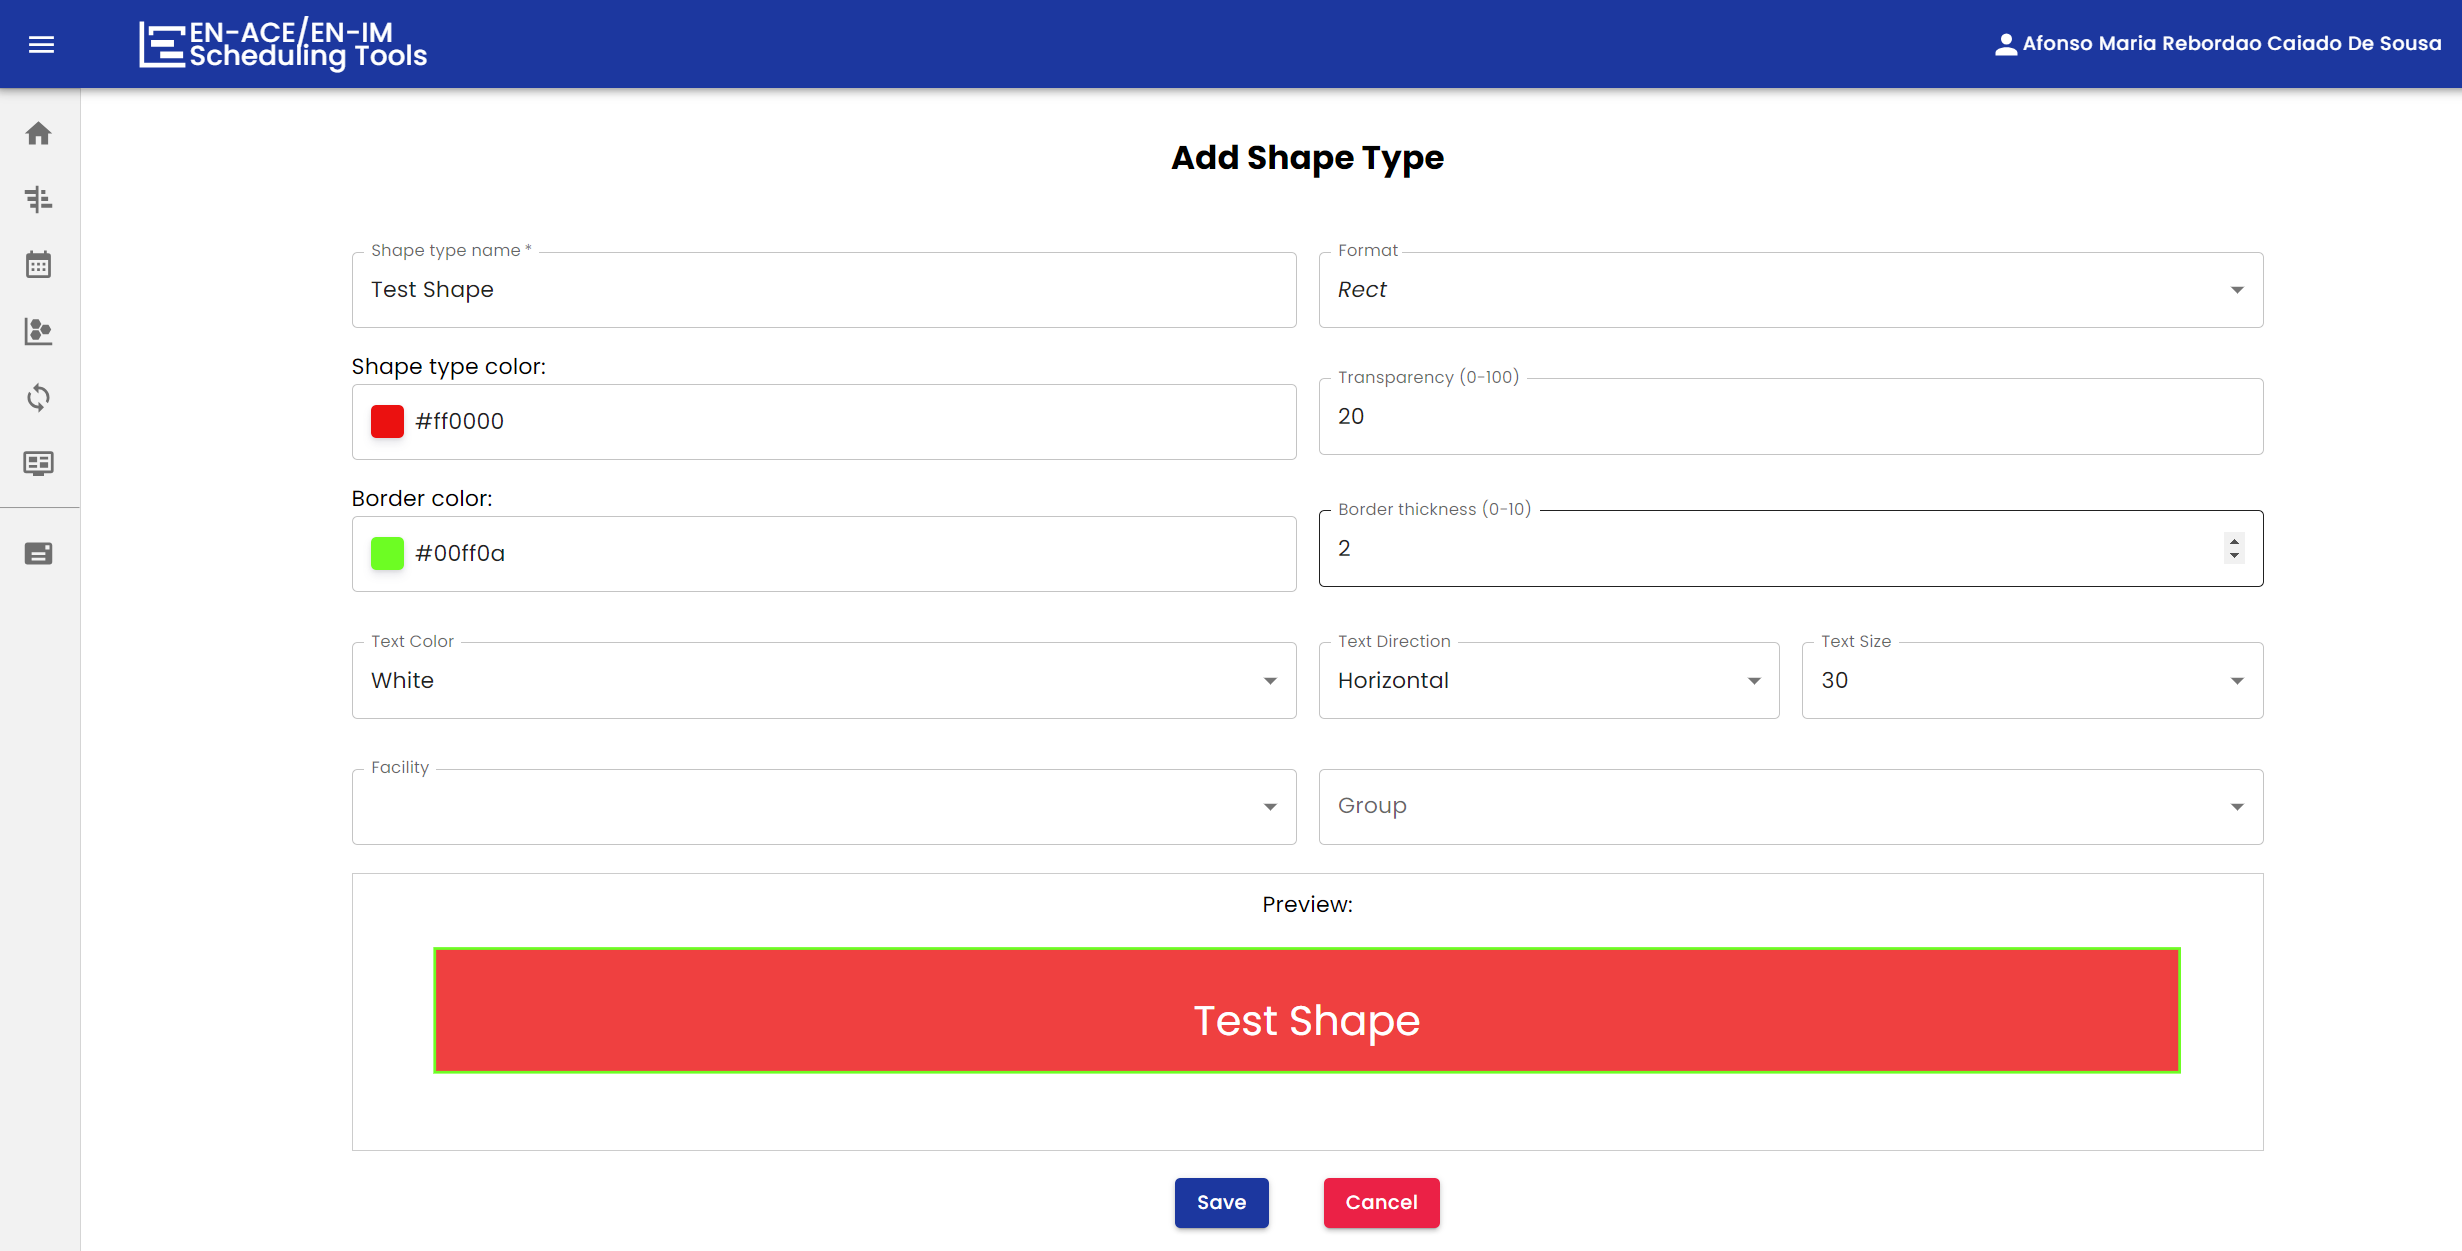 EN-ACE/EN-IM
Scheduling Tools
Afonso Maria Rebordao Caiado De Sousa
Add Shape Type
Shape type name *
Test Shape
Format
Rect
Shape type color:
#ff0000
Transparency (0-100)
20
Border color:
#00ff0a
Border thickness (0-10)
2
Text Color
White
Text Direction
Horizontal
Text Size
30
Facility
Group
Preview:
Test Shape
Save
Cancel